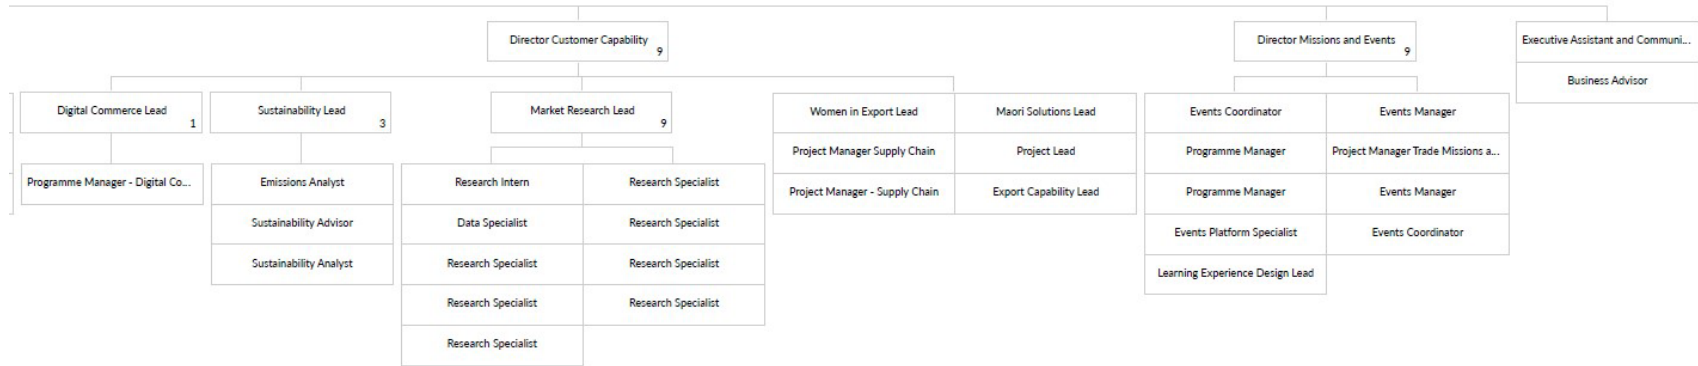 Director Customer Capability
9
Director Missions and Events
9
Executive Assistant and Communi...
Business Advisor
Digital Commerce Lead
1
Programme Manager - Digital Co...
Sustainability Lead
3
Emissions Analyst
Sustainability Advisor
Sustainability Analyst
Market Research Lead
9
Research Intern
Data Specialist
Research Specialist
Research Specialist
Research Specialist
Research Specialist
Research Specialist
Research Specialist
Research Specialist
Women in Export Lead
Project Manager Supply Chain
Project Manager - Supply Chain
Maori Solutions Lead
Project Lead
Export Capability Lead
Events Coordinator
Programme Manager
Programme Manager
Events Platform Specialist
Learning Experience Design Lead
Events Manager
Project Manager Trade Missions a...
Events Manager
Events Coordinator